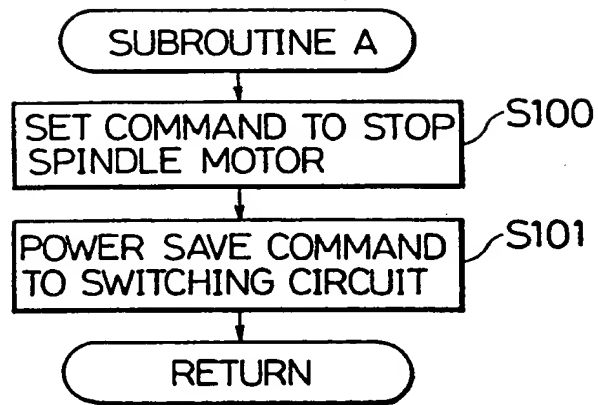 SUBROUTINE A
SET COMMAND TO STOP
SPINDLE MOTOR
S100
POWER SAVE COMMAND
TO SWITCHING CIRCUIT
S101
RETURN